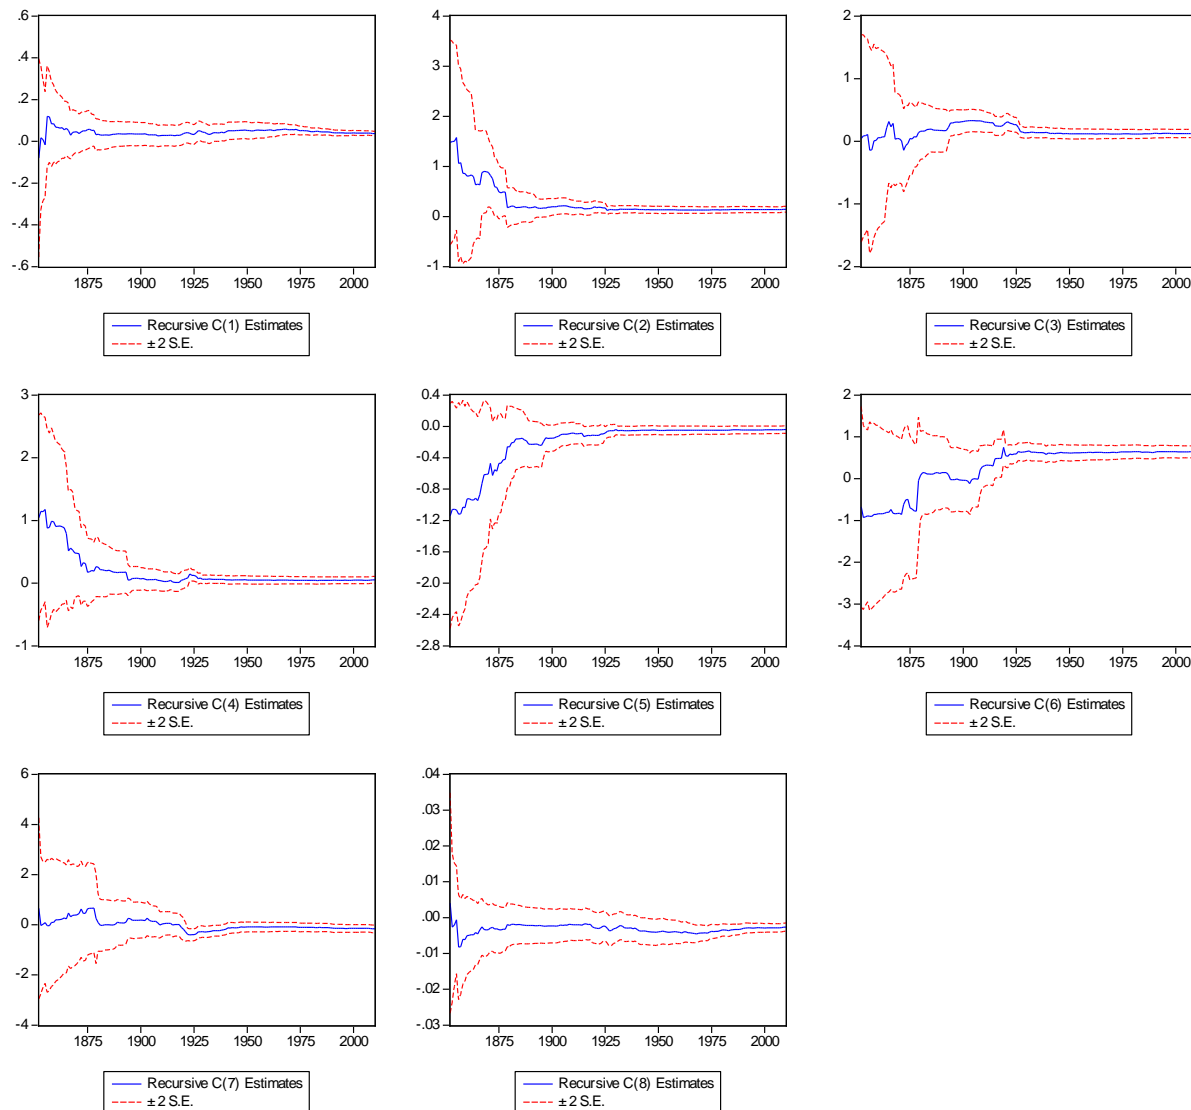 .6
.4
.2
.0
-.2
-.4
-.6
1875 1900 1925 1950 1975 2000
Recursive C(1) Estimates
± 2 S.E.
4
3
2
1
0
-1
1875 1900 1925 1950 1975 2000
Recursive C(2) Estimates
± 2 S.E.
2
1
0
-1
-2
1875 1900 1925 1950 1975 2000
Recursive C(3) Estimates
± 2 S.E.
3
2
1
0
-1
1875 1900 1925 1950 1975 2000
Recursive C(4) Estimates
± 2 S.E.
0.4
0.0
-0.4
-0.8
-1.2
-1.6
-2.0
-2.4
-2.8
1875 1900 1925 1950 1975 2000
Recursive C(5) Estimates
± 2 S.E.
2
1
0
-1
-2
-3
-4
1875 1900 1925 1950 1975 2000
Recursive C(6) Estimates
± 2 S.E.
6
4
2
0
-2
-4
1875 1900 1925 1950 1975 2000
Recursive C(7) Estimates
± 2 S.E.
.04
.03
.02
.01
.00
-.01
-.02
-.03
1875 1900 1925 1950 1975 2000
Recursive C(8) Estimates
± 2 S.E.